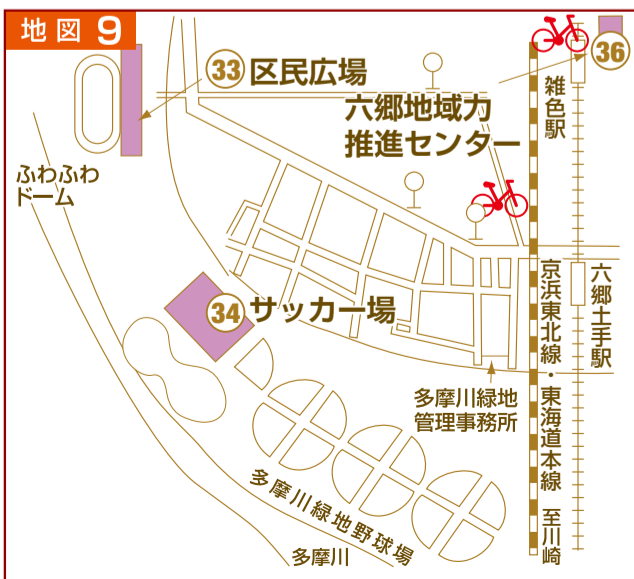 地図 9
33 区民広場
36
六郷地域力
推進センター
雑色駅
ふわふわ
ドーム
34 サッカー場
京浜東北線・東海道本線 至川崎
六郷土手駅
多摩川緑地
管理事務所
多摩川緑地野球場
多摩川